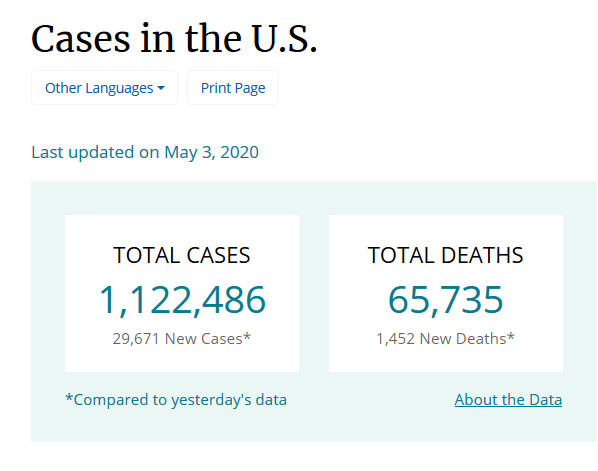 Cases in the U.S.
Other Languages
Print Page
Last updated on May 3, 2020
TOTAL CASES
1,122,486
29,671 New Cases*
TOTAL DEATHS
65,735
1,452 New Deaths*
*Compared to yesterday's data
About the Data